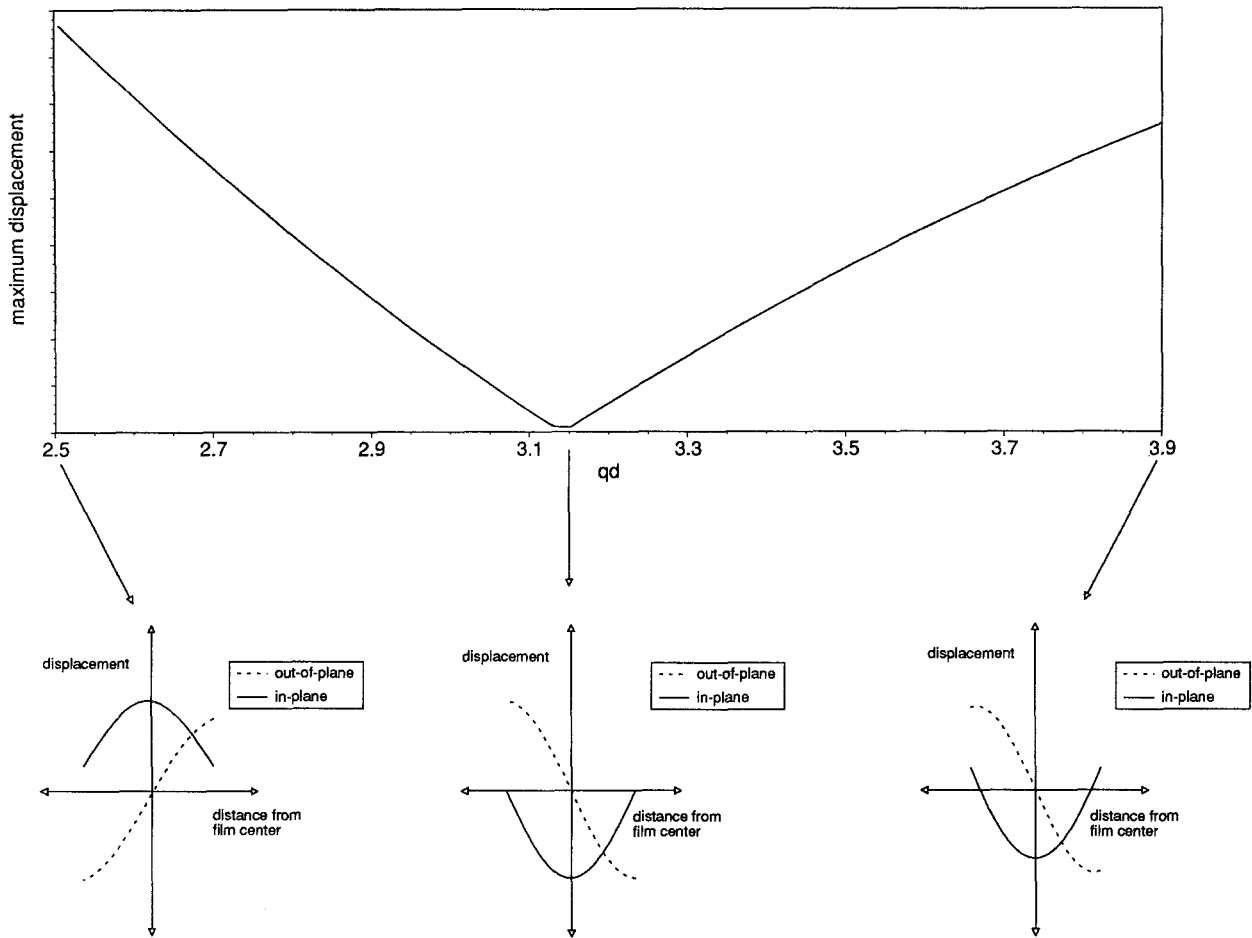 maximum displacement
2.5 2.7 2.9 3.1 3.3 3.5 3.7 3.9
qd
displacement
out-of-plane
in-plane
distance from
film center
displacement
out-of-plane
in-plane
distance from
film center
displacement
out-of-plane
in-plane
distance from
film center